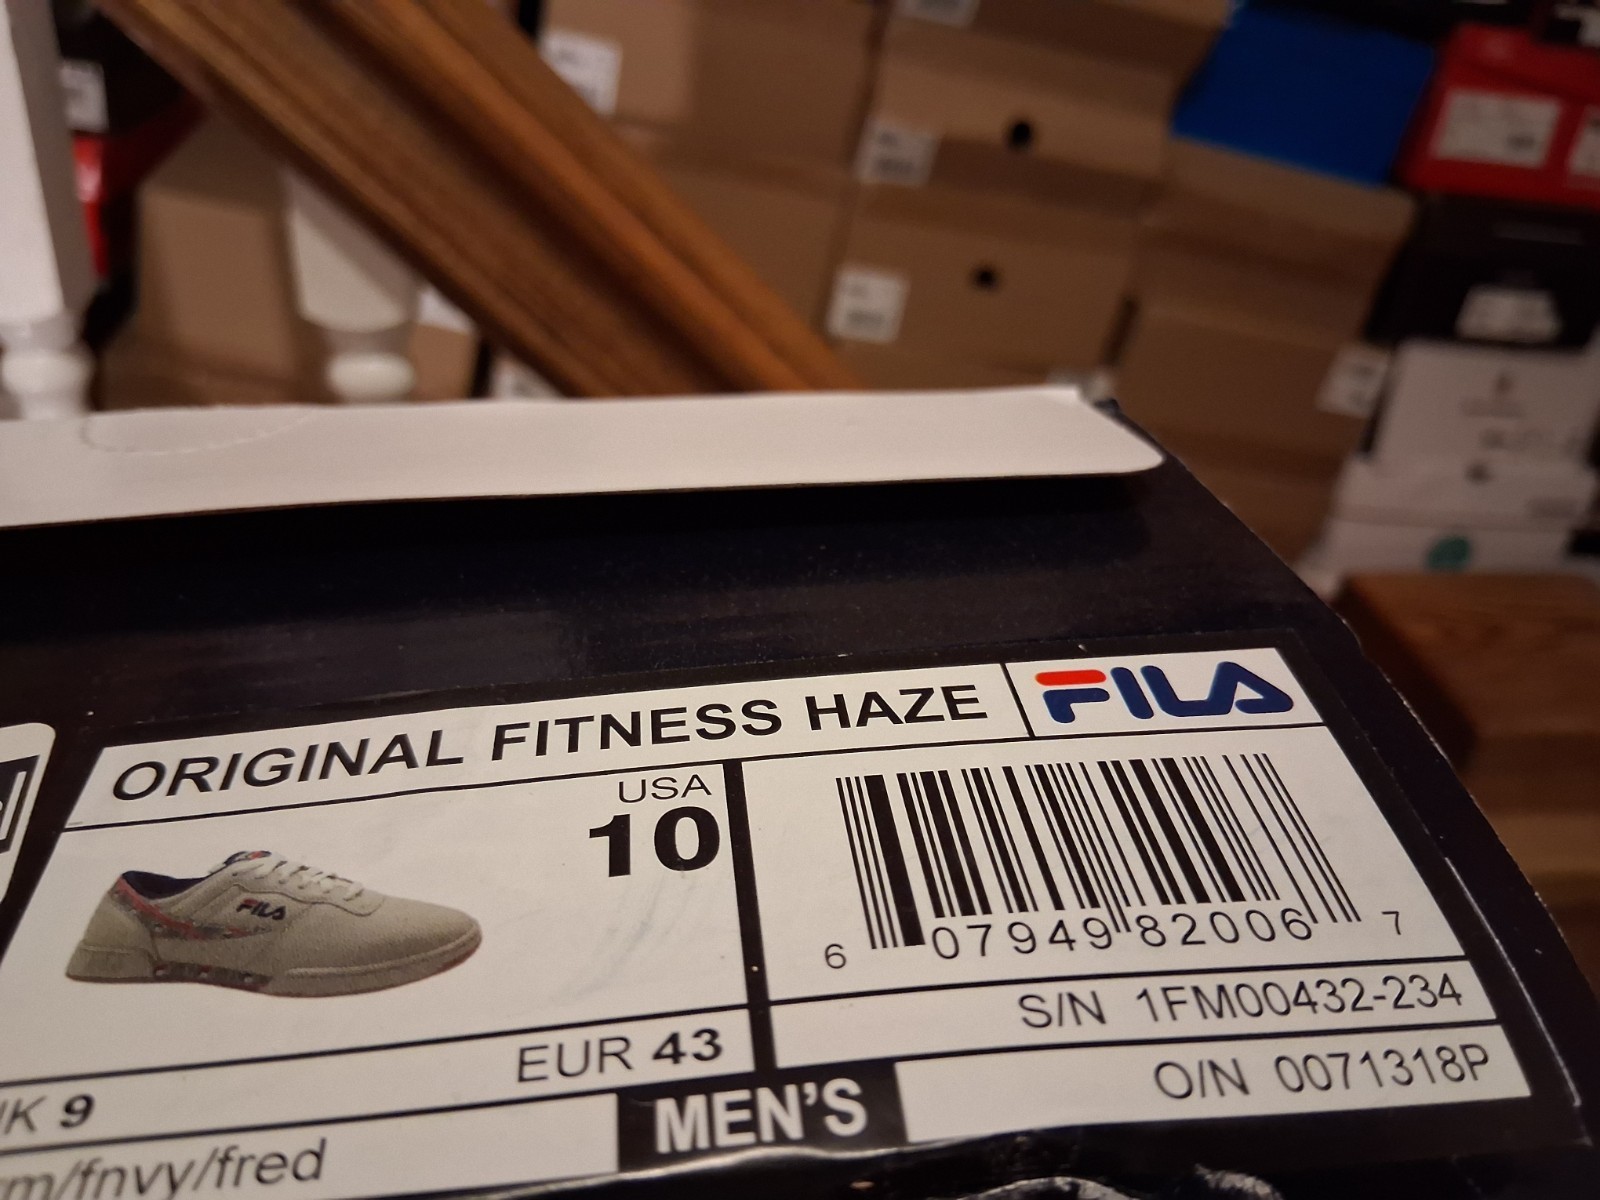 ORIGINAL FITNESS HAZE
FILA
USA
10
FILA
6 07949 82006 7
EUR 43
S/N 1FM00432-234
UK 9
MEN'S
O/N 0071318P
m/fnvy/fred